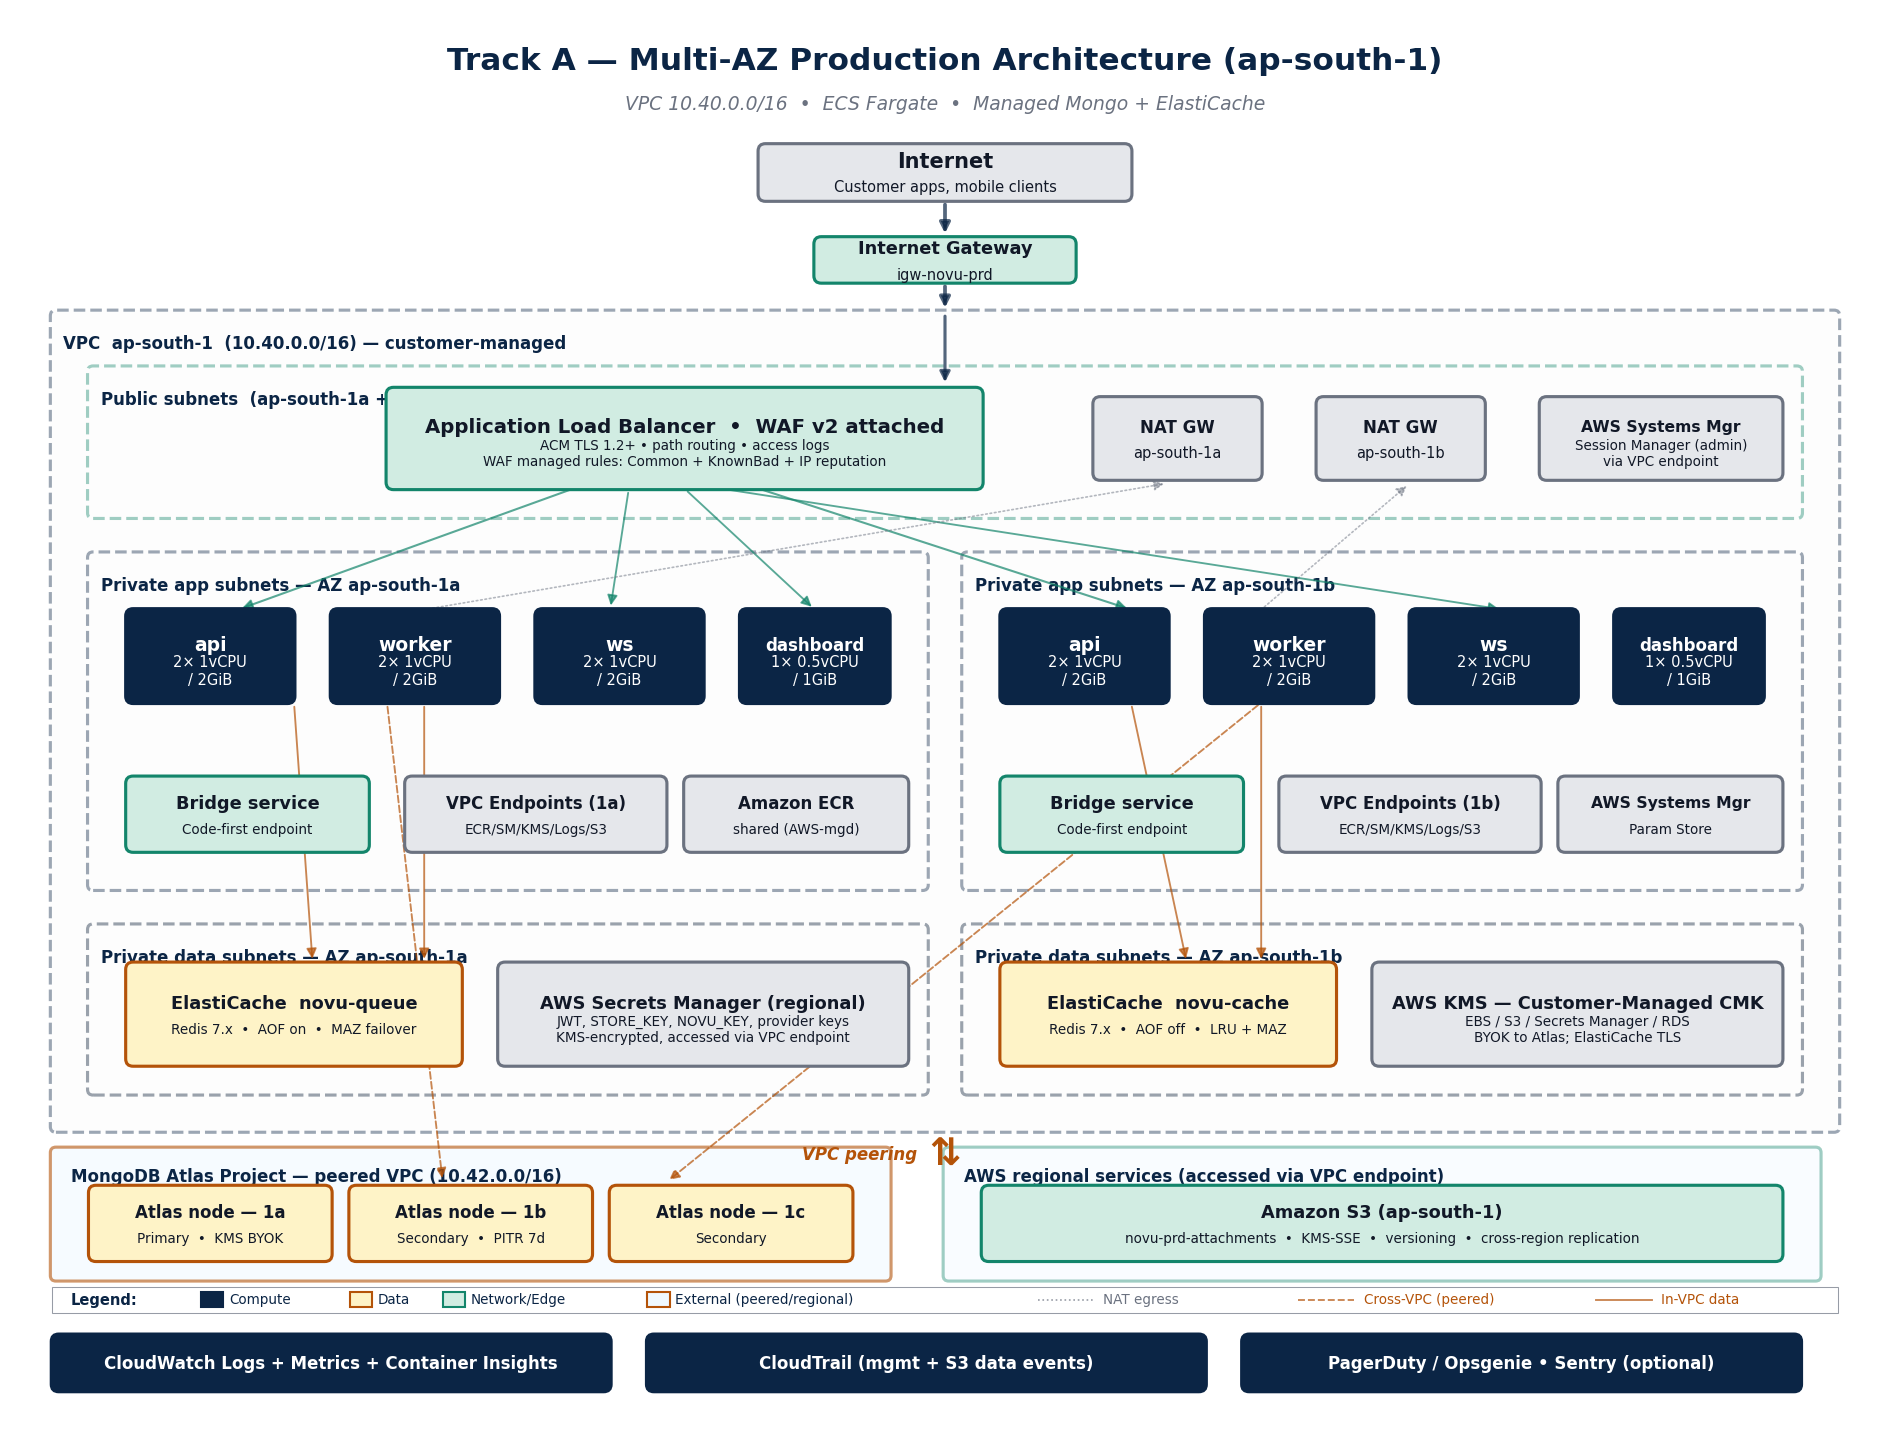 Track A — Multi-AZ Production Architecture (ap-south-1)
VPC 10.40.0.0/16 • ECS Fargate • Managed Mongo + ElastiCache
Internet
Customer apps, mobile clients
Internet Gateway
igw-novu-prd
VPC ap-south-1 (10.40.0.0/16) — customer-managed
Public subnets (ap-south-1a +
Application Load Balancer • WAF v2 attached
ACM TLS 1.2+ • path routing • access logs
WAF managed rules: Common + KnownBad + IP reputation
NAT GW
ap-south-1a
NAT GW
ap-south-1b
AWS Systems Mgr
Session Manager (admin)
via VPC endpoint
Private app subnets — AZ ap-south-1a
api
2× 1vCPU
/ 2GiB
worker
2× 1vCPU
/ 2GiB
ws
2× 1vCPU
/ 2GiB
dashboard
1× 0.5vCPU
/ 1GiB
Bridge service
Code-first endpoint
VPC Endpoints (1a)
ECR/SM/KMS/Logs/S3
Amazon ECR
shared (AWS-mgd)
Private app subnets — AZ ap-south-1b
api
2× 1vCPU
/ 2GiB
worker
2× 1vCPU
/ 2GiB
ws
2× 1vCPU
/ 2GiB
dashboard
1× 0.5vCPU
/ 1GiB
Bridge service
Code-first endpoint
VPC Endpoints (1b)
ECR/SM/KMS/Logs/S3
AWS Systems Mgr
Param Store
Private data subnets — AZ ap-south-1a
ElastiCache novu-queue
Redis 7.x • AOF on • MAZ failover
AWS Secrets Manager (regional)
JWT, STORE_KEY, NOVU_KEY, provider keys
KMS-encrypted, accessed via VPC endpoint
Private data subnets — AZ ap-south-1b
ElastiCache novu-cache
Redis 7.x • AOF off • LRU + MAZ
AWS KMS — Customer-Managed CMK
EBS / S3 / Secrets Manager / RDS
BYOK to Atlas; ElastiCache TLS
VPC peering ⇅
MongoDB Atlas Project — peered VPC (10.42.0.0/16)
Atlas node — 1a
Primary • KMS BYOK
Atlas node — 1b
Secondary • PITR 7d
Atlas node — 1c
Secondary
AWS regional services (accessed via VPC endpoint)
Amazon S3 (ap-south-1)
novu-prd-attachments • KMS-SSE • versioning • cross-region replication
Legend: Compute Data Network/Edge External (peered/regional) NAT egress Cross-VPC (peered) In-VPC data
CloudWatch Logs + Metrics + Container Insights
CloudTrail (mgmt + S3 data events)
PagerDuty / Opsgenie • Sentry (optional)